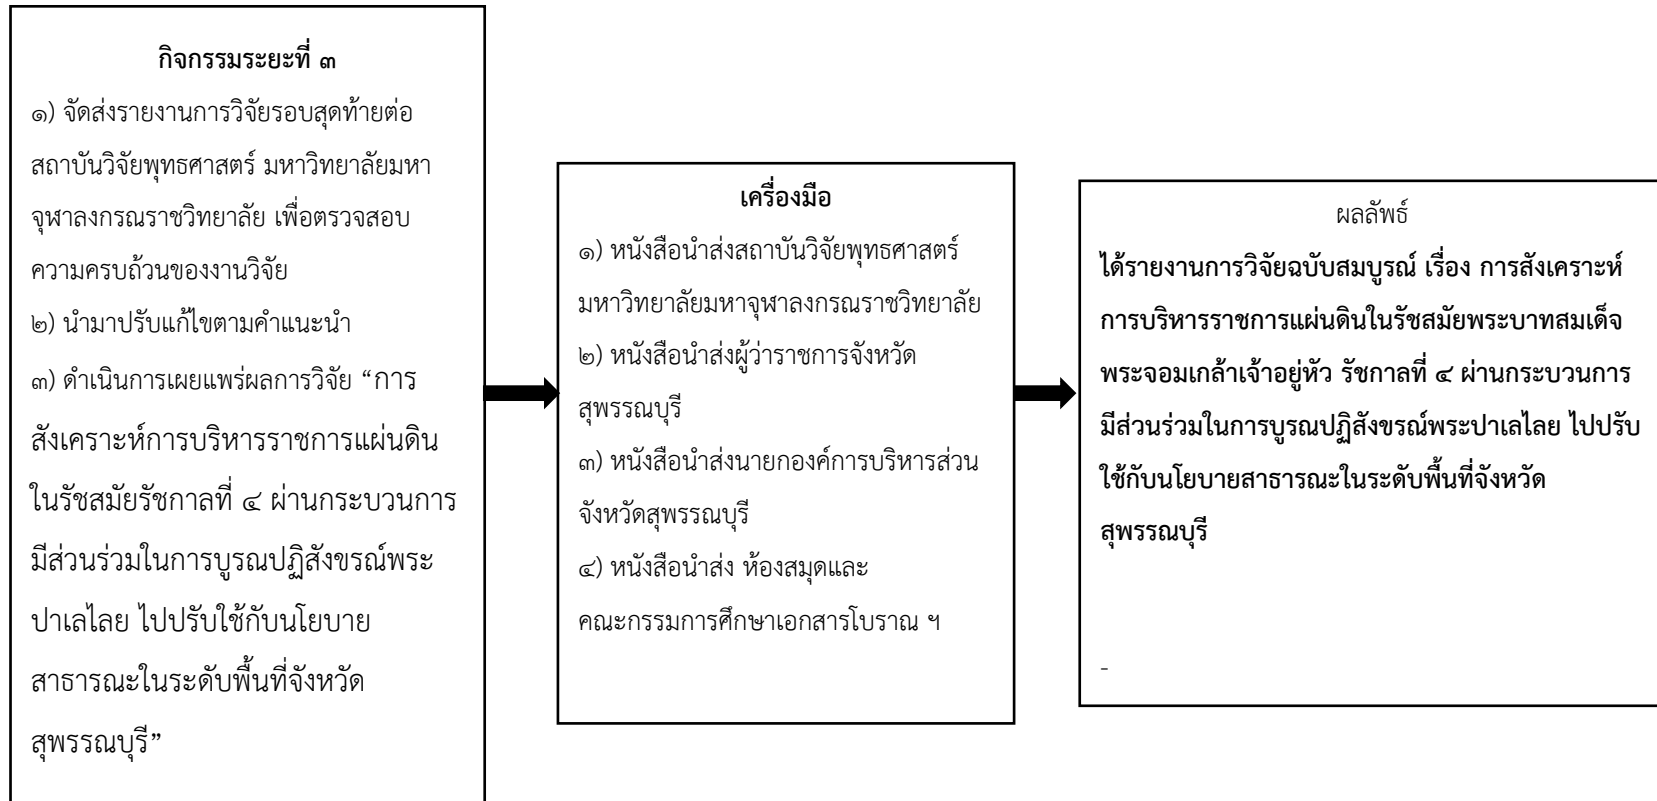 กิจกรรมระยะที่ ๓
๑) จัดส่งรายงานการวิจัยรอบสุดท้ายต่อ
สถาบันวิจัยพุทธศาสตร์ มหาวิทยาลัยมหา
จุฬาลงกรณราชวิทยาลัย เพื่อตรวจสอบ
ความครบถ้วนของงานวิจัย
๒) นำมาปรับแก้ไขตามคำแนะนำ
๓) ดำเนินการเผยแพร่ผลการวิจัย “การ
สังเคราะห์การบริหารราชการแผ่นดิน
ในรัชสมัยรัชกาลที่ ๔ ผ่านกระบวนการ
มีส่วนร่วมในการบูรณปฏิสังขรณ์พระ
ปาเลไลย ไปปรับใช้กับนโยบาย
สาธารณะในระดับพื้นที่จังหวัด
สุพรรณบุรี”
เครื่องมือ
๑) หนังสือนำส่งสถาบันวิจัยพุทธศาสตร์
มหาวิทยาลัยมหาจุฬาลงกรณราชวิทยาลัย
๒) หนังสือนำส่งผู้ว่าราชการจังหวัด
สุพรรณบุรี
๓) หนังสือนำส่งนายกองค์การบริหารส่วน
จังหวัดสุพรรณบุรี
๔) หนังสือนำส่ง ห้องสมุดและ
คณะกรรมการศึกษาเอกสารโบราณ ฯ
ผลลัพธ์
ได้รายงานการวิจัยฉบับสมบูรณ์ เรื่อง การสังเคราะห์
การบริหารราชการแผ่นดินในรัชสมัยพระบาทสมเด็จ
พระจอมเกล้าเจ้าอยู่หัว รัชกาลที่ ๔ ผ่านกระบวนการ
มีส่วนร่วมในการบูรณปฏิสังขรณ์พระปาเลไลย ไปปรับ
ใช้กับนโยบายสาธารณะในระดับพื้นที่จังหวัด
สุพรรณบุรี
-